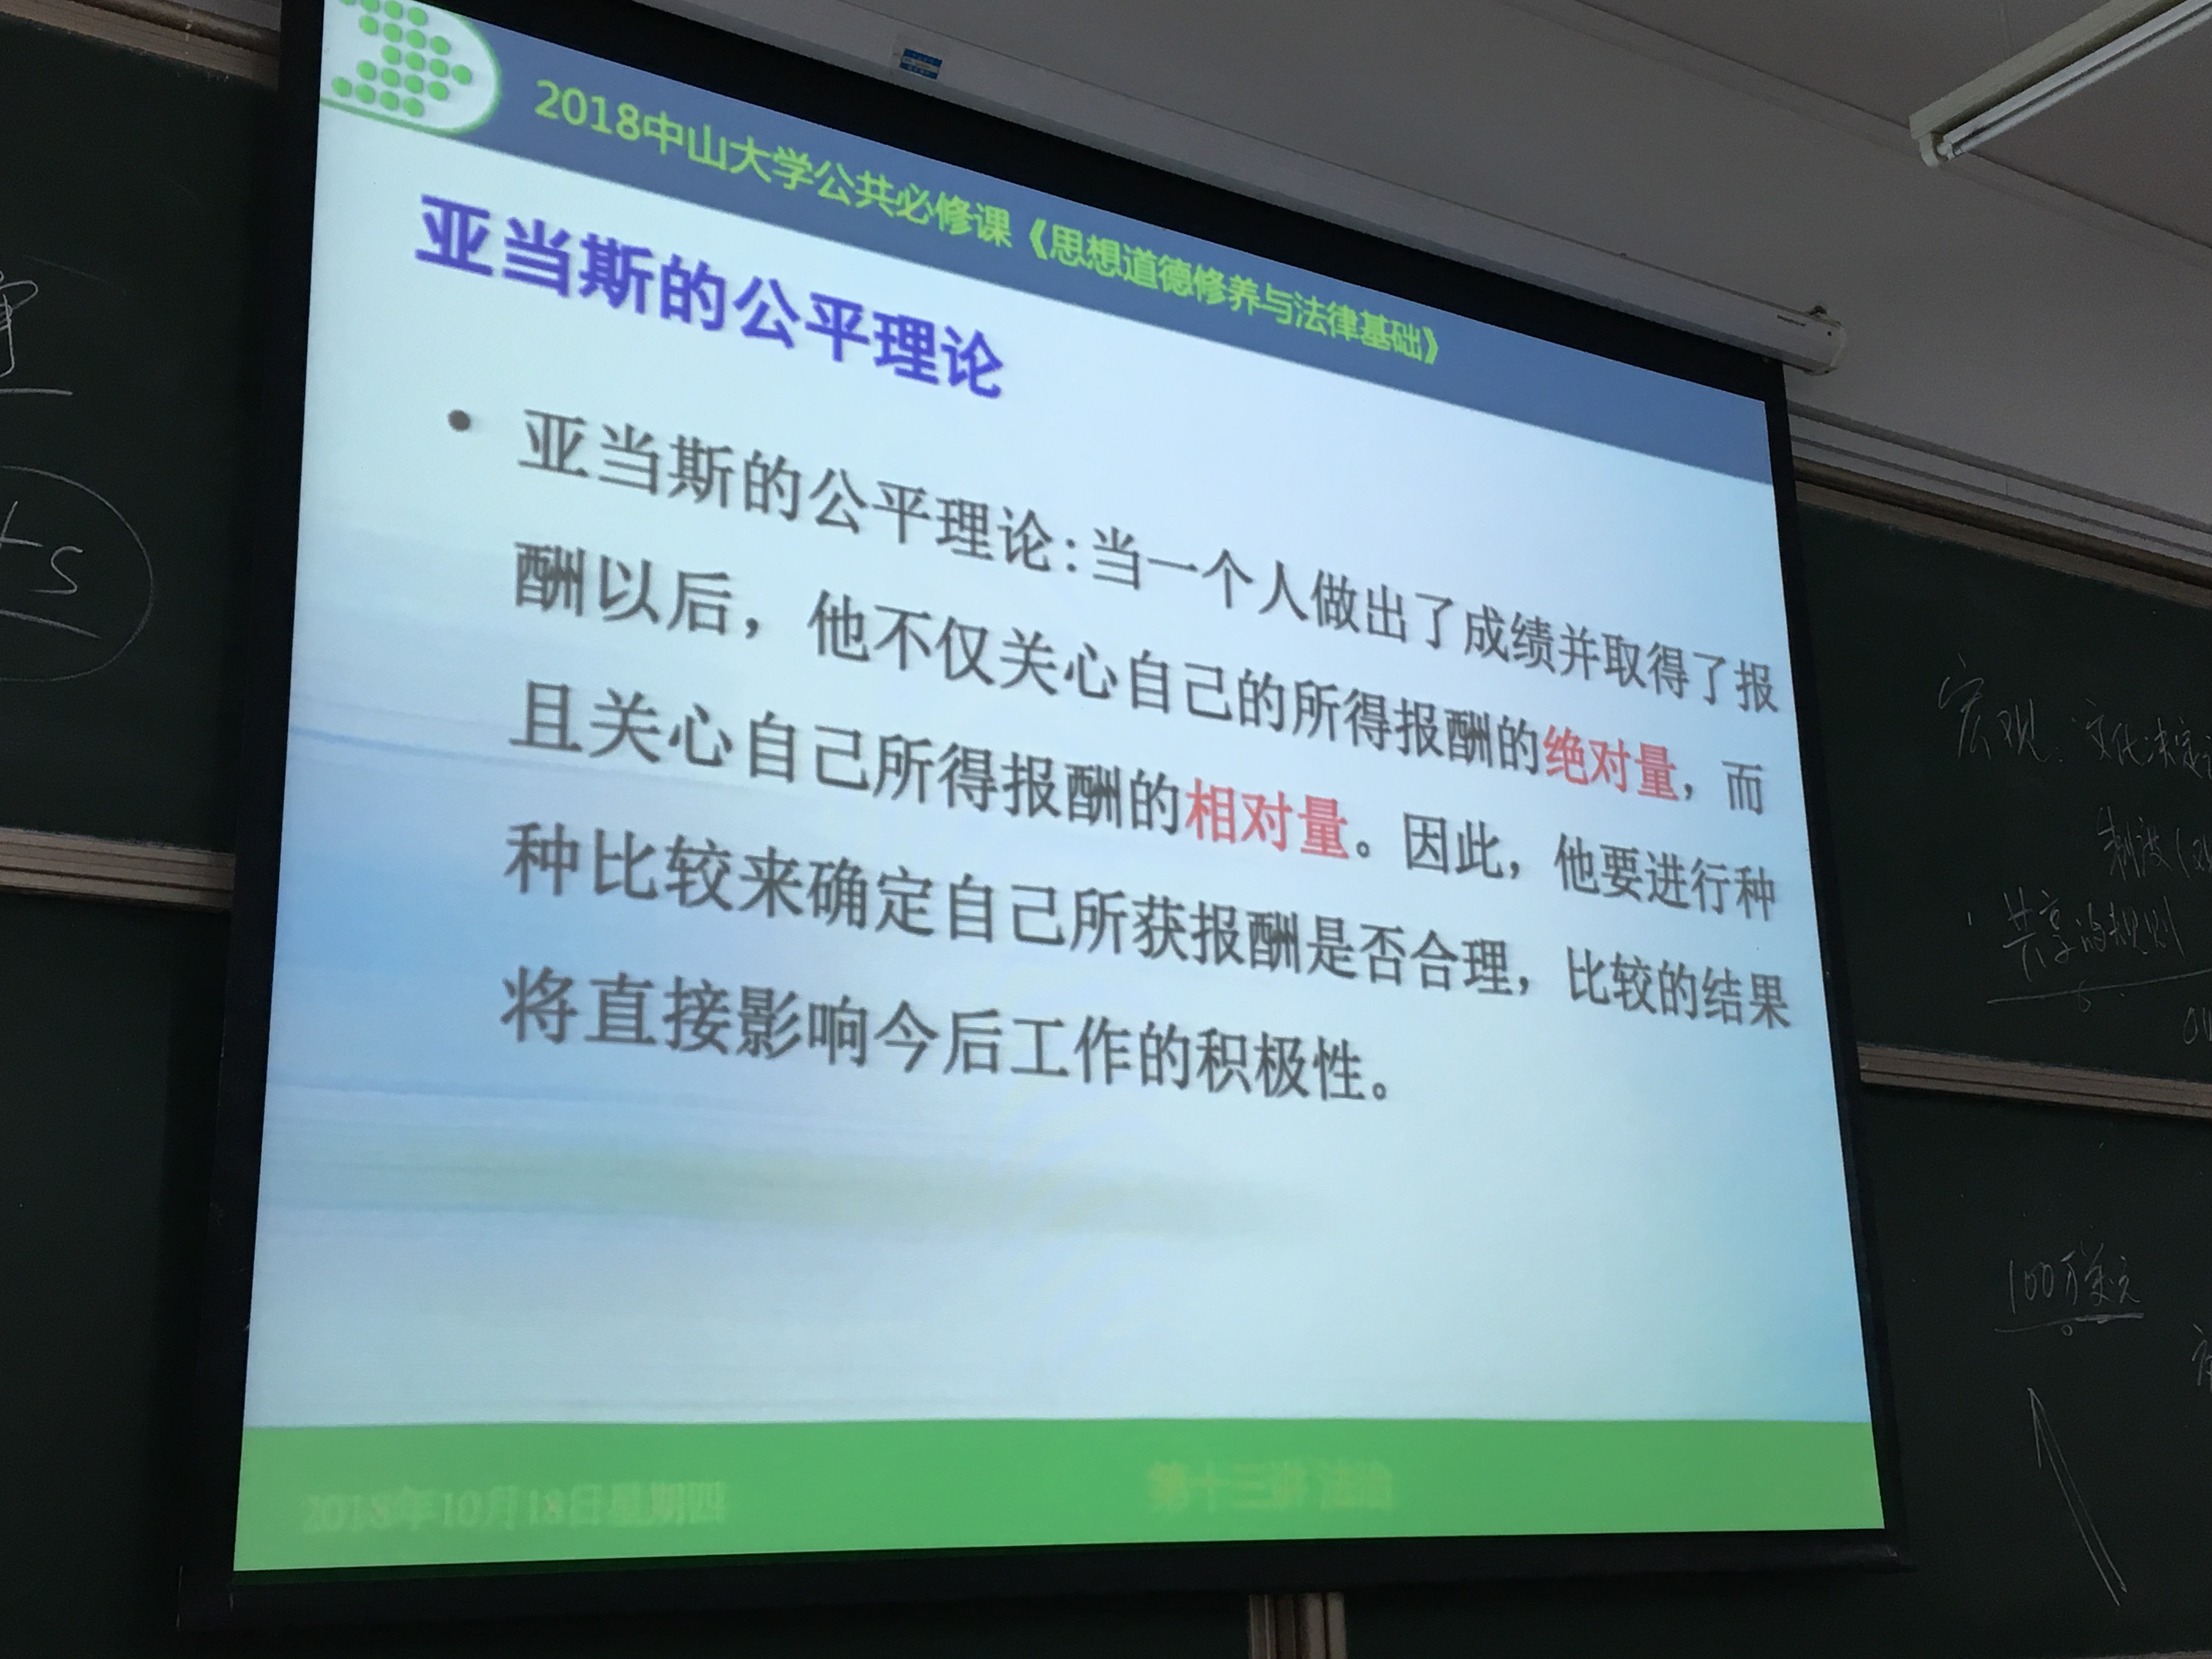 2018中山大学公共必修课《思想道德修养与法律基础》
亚当斯的公平理论
• 亚当斯的公平理论:当一个人做出了成绩并取得了报
酬以后，他不仅关心自己的所得报酬的绝对量，而
且关心自己所得报酬的相对量。因此，他要进行种
种比较来确定自己所获报酬是否合理，比较的结果
将直接影响今后工作的积极性。
2018年10月18日星期四
第十三讲 法治
ts
宏观：文化决定
共享的规则
100万美元